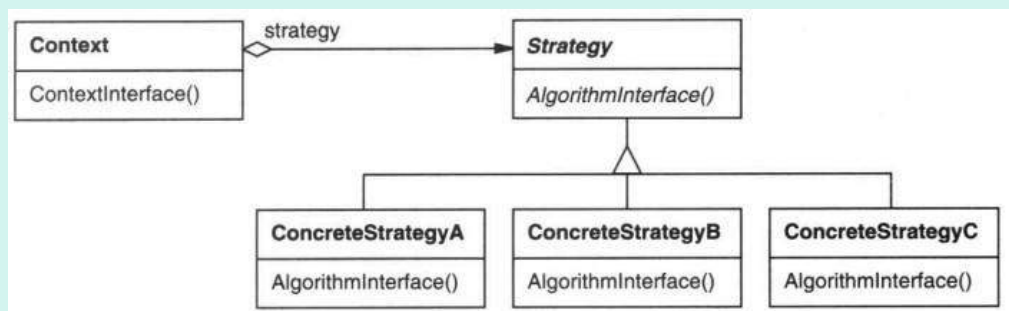 Context
ContextInterface()
strategy
Strategy
AlgorithmInterface()
ConcreteStrategyA
AlgorithmInterface()
ConcreteStrategyB
AlgorithmInterface()
ConcreteStrategyC
AlgorithmInterface()